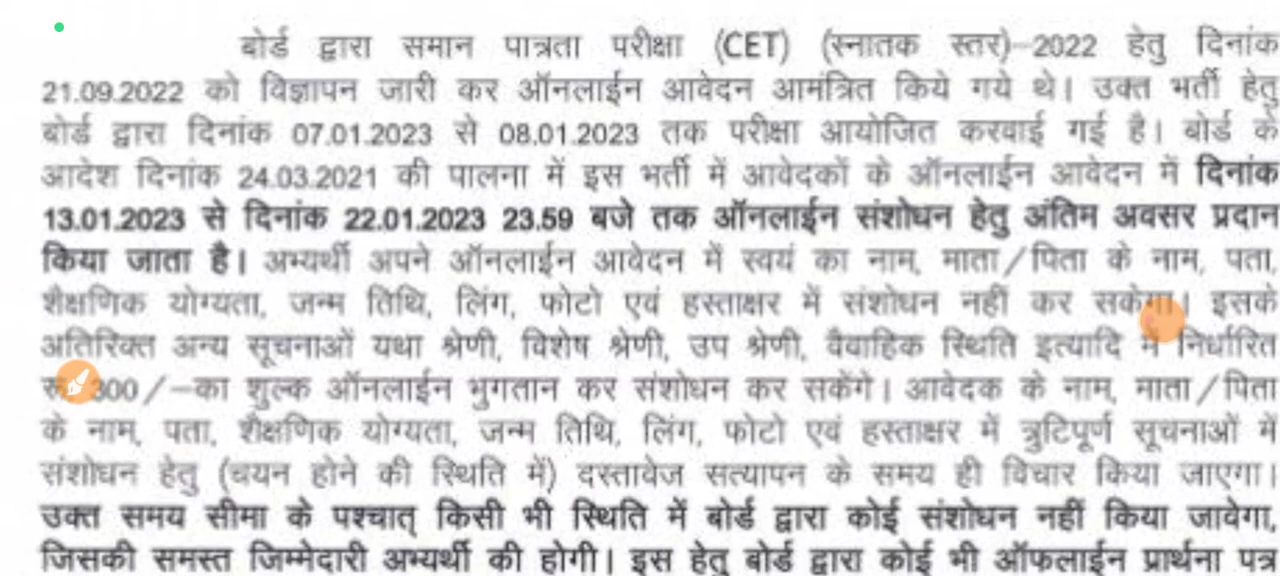 बोर्ड द्वारा समान पात्रता परीक्षा (CET) (स्नातक स्तर)–2022 हेतु दिनांक
21.09.2022 को विज्ञापन जारी कर ऑनलाईन आवेदन आमंत्रित किये गये थे। उक्त भर्ती हेतु
बोर्ड द्वारा दिनांक 07.01.2023 से 08.01.2023 तक परीक्षा आयोजित करवाई गई है। बोर्ड के
आदेश दिनांक 24.03.2021 की पालना में इस भर्ती में आवेदकों के ऑनलाईन आवेदन में दिनांक
13.01.2023 से दिनांक 22.01.2023 23.59 बजे तक ऑनलाईन संशोधन हेतु अंतिम अवसर प्रदान
किया जाता है। अभ्यर्थी अपने ऑनलाईन आवेदन में स्वयं का नाम, माता/पिता के नाम, पता,
शैक्षणिक योग्यता, जन्म तिथि, लिंग, फोटो एवं हस्ताक्षर में संशोधन नहीं कर सकेगा। इसके
अतिरिक्त अन्य सूचनाओं यथा श्रेणी, विशेष श्रेणी, उप श्रेणी, वैवाहिक स्थिति इत्यादि में निर्धारित
300/–का शुल्क ऑनलाईन भुगतान कर संशोधन कर सकेंगे। आवेदक के नाम, माता/पिता
के नाम, पता, शैक्षणिक योग्यता, जन्म तिथि, लिंग, फोटो एवं हस्ताक्षर में त्रुटिपूर्ण सूचनाओं में
संशोधन हेतु (चयन होने की स्थिति में) दस्तावेज सत्यापन के समय ही विचार किया जाएगा।
उक्त समय सीमा के पश्चात् किसी भी स्थिति में बोर्ड द्वारा कोई संशोधन नहीं किया जावेगा,
जिसकी समस्त जिम्मेदारी अभ्यर्थी की होगी। इस हेतु बोर्ड द्वारा कोई भी ऑफलाईन प्रार्थना पत्र